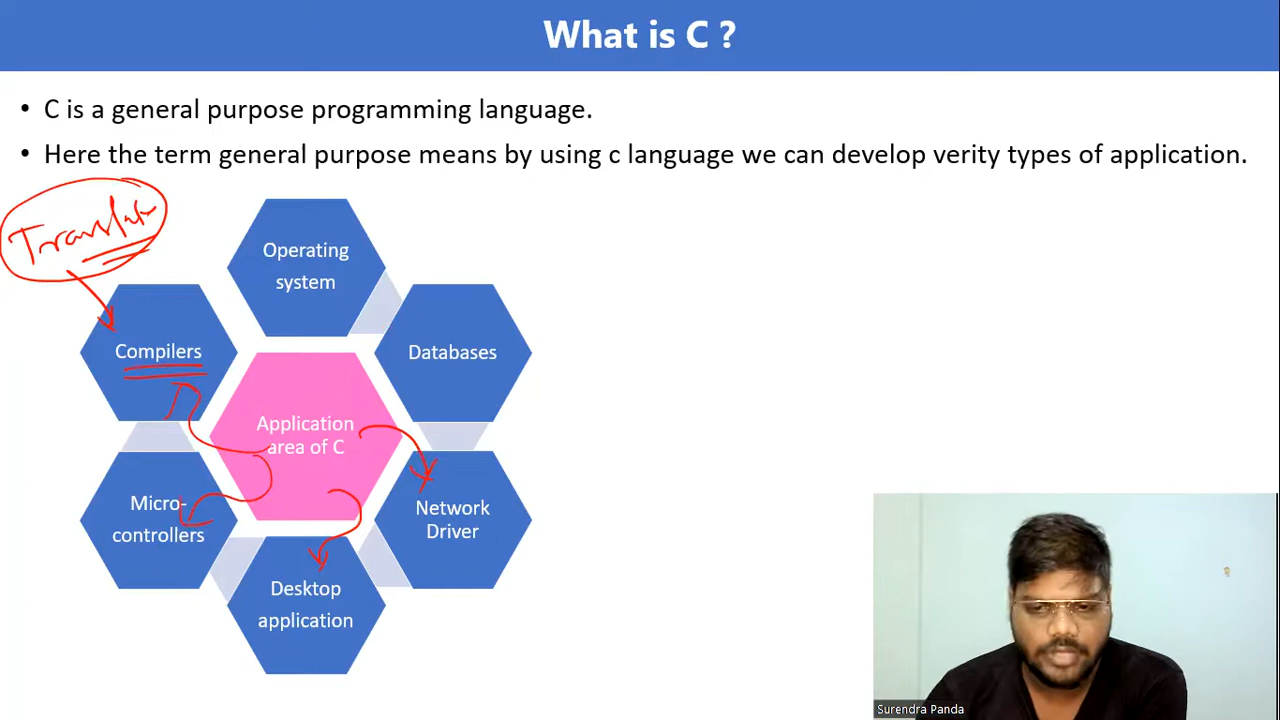 What is C ?
• C is a general purpose programming language.
• Here the term general purpose means by using c language we can develop verity types of application.
Translate
Operating
system
Compilers
Databases
Application
area of C
Micro-
controllers
Network
Driver
Desktop
application
Surendra Panda